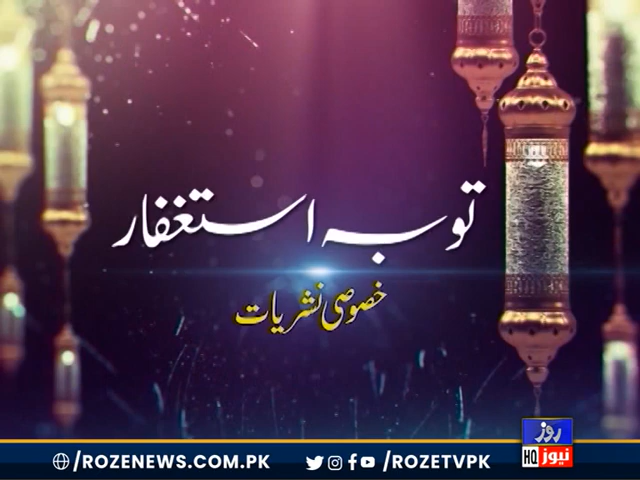 توبہ استغفار
خصوصی نشریات
روز
HQ نیوز
/ROZENEWS.COM.PK /ROZETVPK